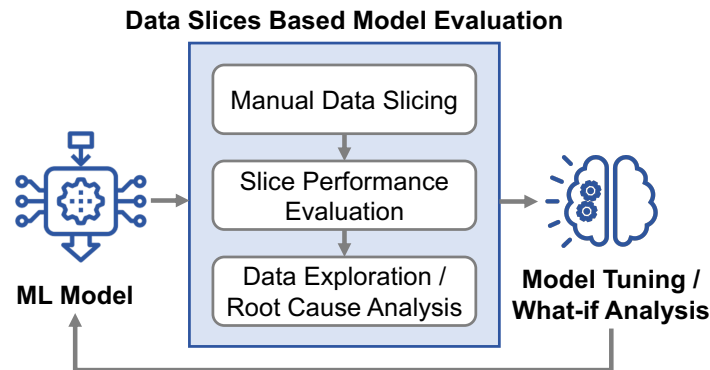 Data Slices Based Model Evaluation
Manual Data Slicing
Slice Performance
Evaluation
Data Exploration /
Root Cause Analysis
ML Model
Model Tuning /
What-if Analysis